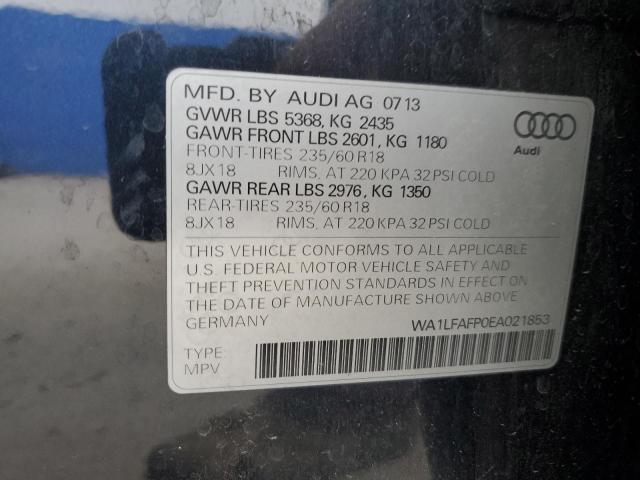 MFD. BY AUDI AG 07 13
GVWR LBS 5368, KG 2435
GAWR FRONT LBS 2601, KG 1180
FRONT-TIRES 235/60 R18
8JX18 RIMS, AT 220 KPA 32 PSI COLD
GAWR REAR LBS 2976, KG 1350
REAR-TIRES 235/60 R18
8JX18 RIMS, AT 220 KPA 32 PSI COLD
Audi
THIS VEHICLE CONFORMS TO ALL APPLICABLE
U.S. FEDERAL MOTOR VEHICLE SAFETY AND
THEFT PREVENTION STANDARDS IN EFFECT ON
THE DATE OF MANUFACTURE SHOWN ABOVE
GERMANY
WA1LFAFP0EA021853
TYPE:
MPV